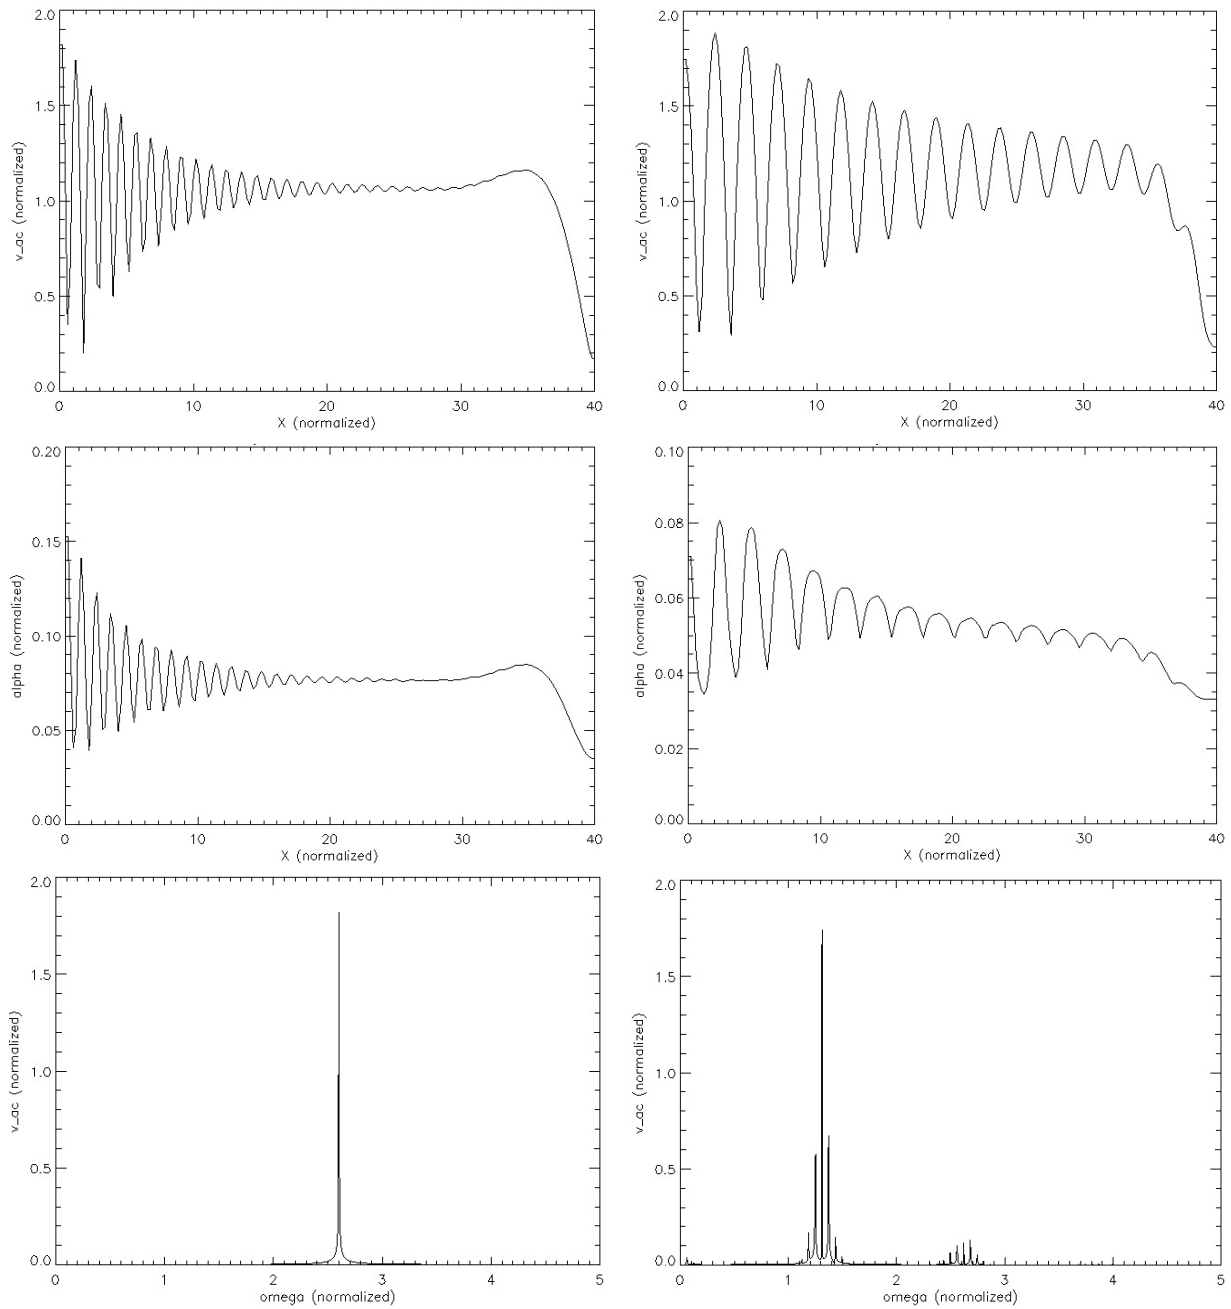 2.0
1.5
1.0
0.5
0.0
v_ac (normalized)
0 10 20 30 40
X (normalized)
2.0
1.5
1.0
0.5
0.0
v_ac (normalized)
0 10 20 30 40
X (normalized)
0.20
0.15
0.10
0.05
0.00
alpha (normalized)
0 10 20 30 40
X (normalized)
0.10
0.08
0.06
0.04
0.02
0.00
alpha (normalized)
0 10 20 30 40
X (normalized)
2.0
1.5
1.0
0.5
0.0
v_ac (normalized)
0 1 2 3 4 5
omega (normalized)
2.0
1.5
1.0
0.5
0.0
v_ac (normalized)
0 1 2 3 4 5
omega (normalized)